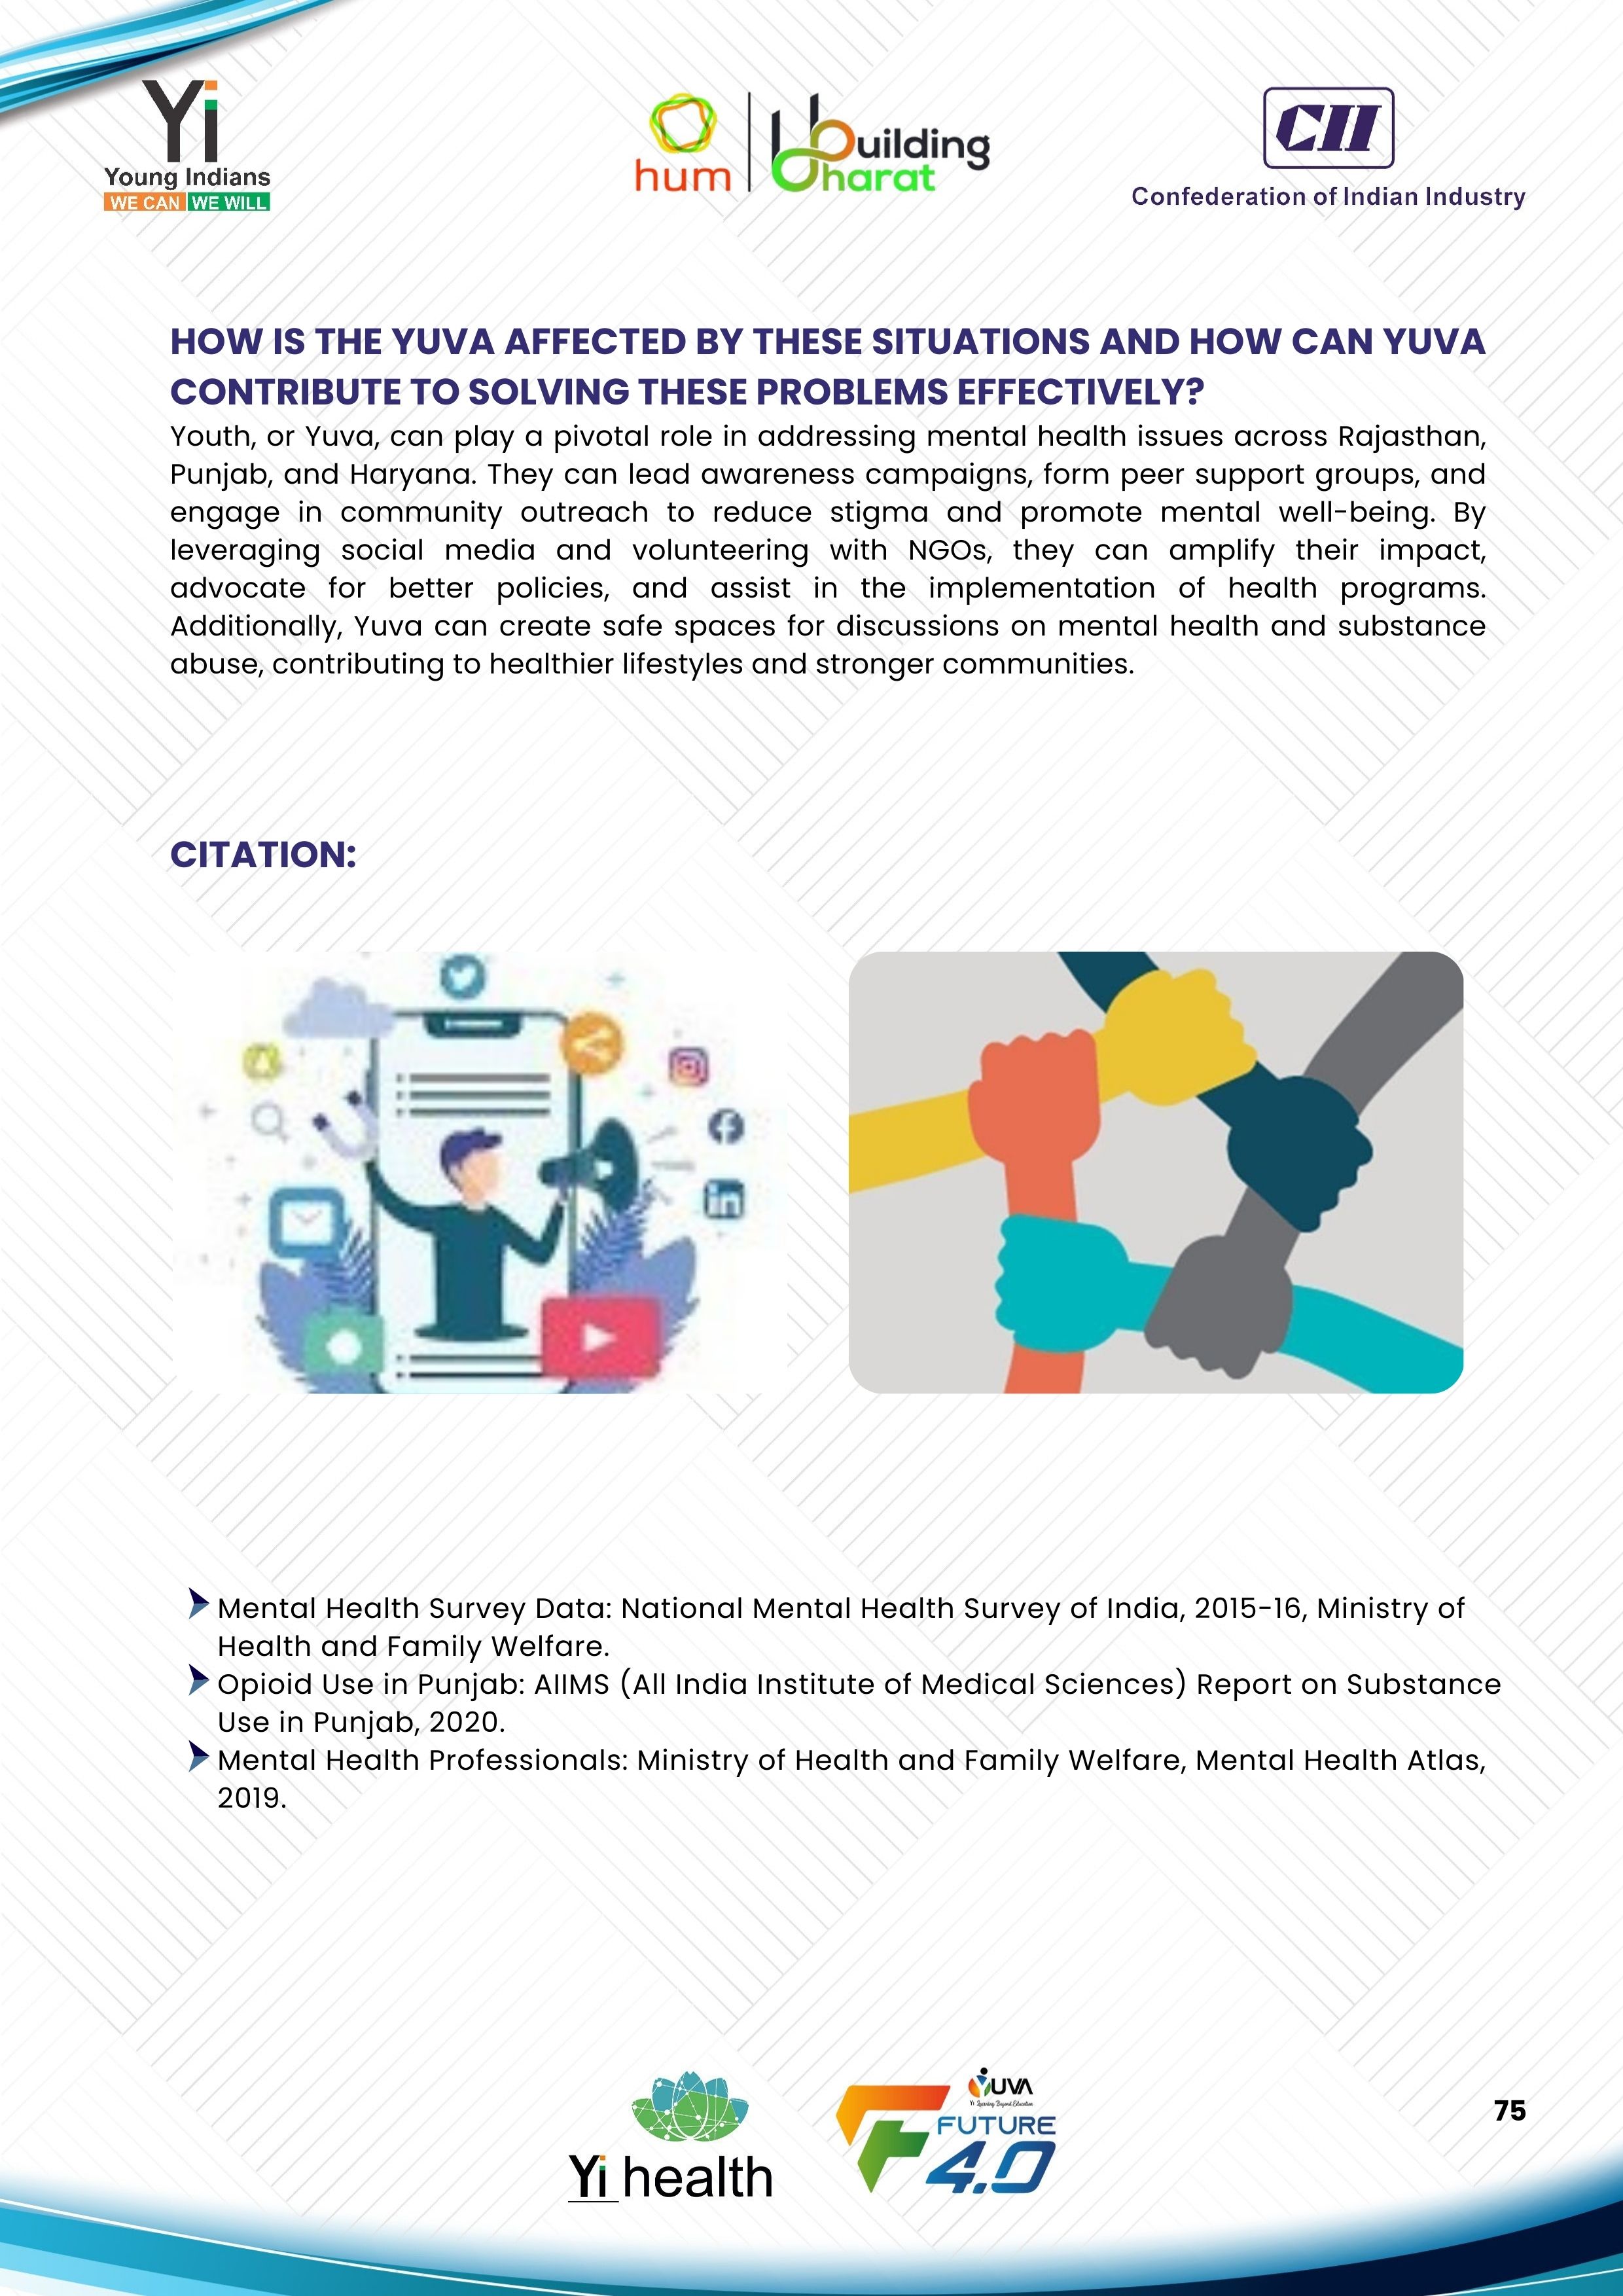 Yi
Young Indians
WE CAN WE WILL
hum
Building
Bharat
CII
Confederation of Indian Industry
HOW IS THE YUVA AFFECTED BY THESE SITUATIONS AND HOW CAN YUVA
CONTRIBUTE TO SOLVING THESE PROBLEMS EFFECTIVELY?
Youth, or Yuva, can play a pivotal role in addressing mental health issues across Rajasthan,
Punjab, and Haryana. They can lead awareness campaigns, form peer support groups, and
engage in community outreach to reduce stigma and promote mental well-being. By
leveraging social media and volunteering with NGOs, they can amplify their impact,
advocate for better policies, and assist in the implementation of health programs.
Additionally, Yuva can create safe spaces for discussions on mental health and substance
abuse, contributing to healthier lifestyles and stronger communities.
CITATION:
in
Mental Health Survey Data: National Mental Health Survey of India, 2015-16, Ministry of
Health and Family Welfare.
Opioid Use in Punjab: AIIMS (All India Institute of Medical Sciences) Report on Substance
Use in Punjab, 2020.
Mental Health Professionals: Ministry of Health and Family Welfare, Mental Health Atlas,
2019.
Yi health
YUVA
Yi Learning Beyond Education
FUTURE
4.0
75